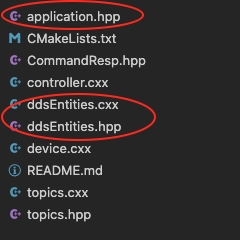 application.hpp
CMakeLists.txt
CommandResp.hpp
controller.cxx
ddsEntities.cxx
ddsEntities.hpp
device.cxx
README.md
topics.cxx
topics.hpp